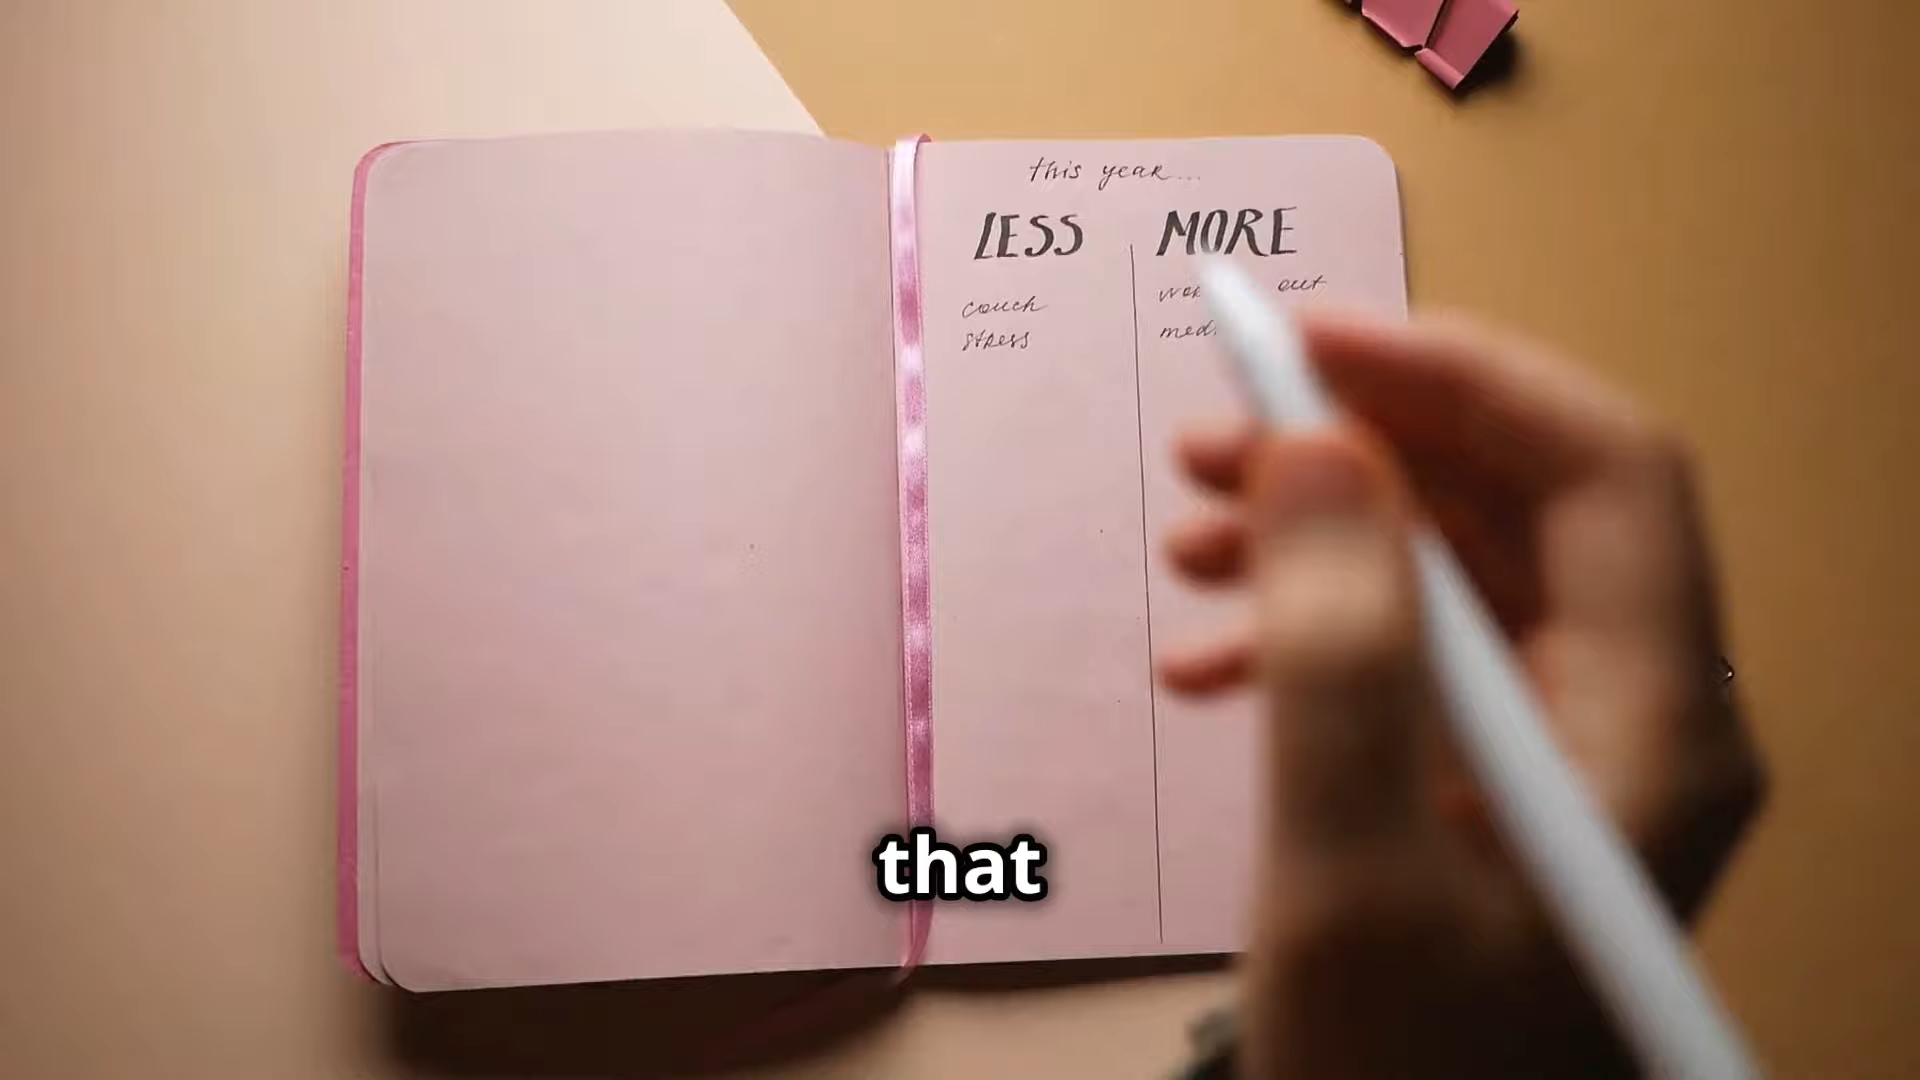 this year...
LESS MORE
couch
stress
out
that